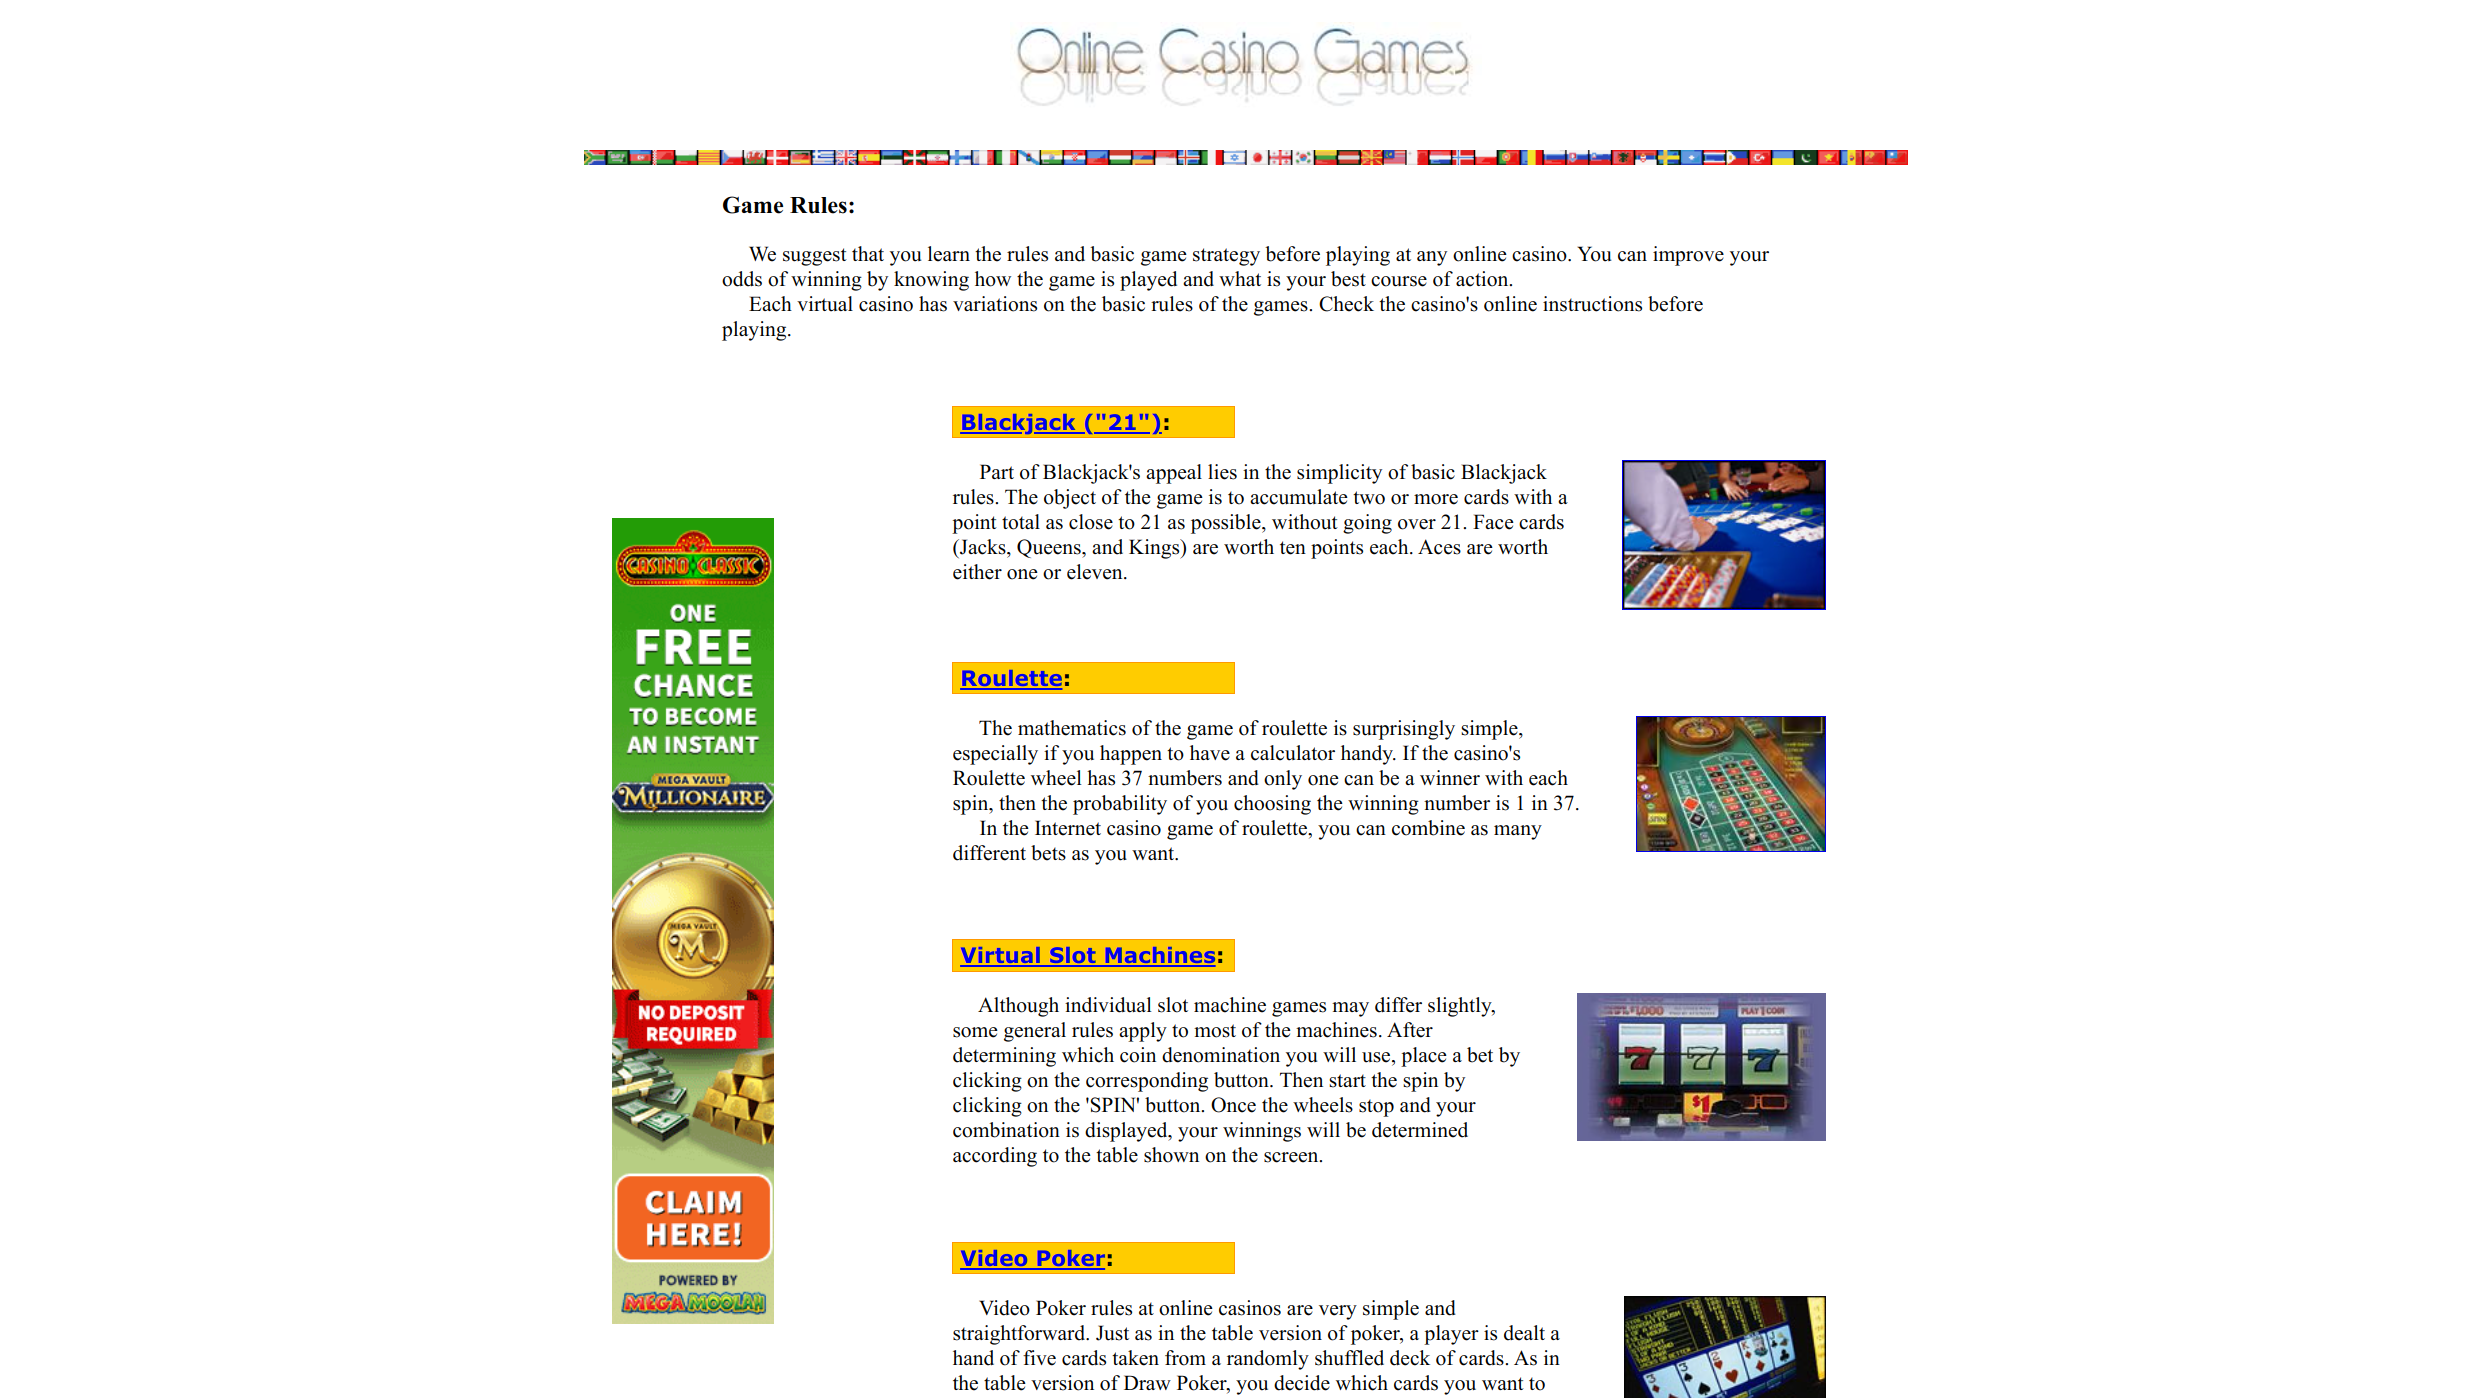 Online Casino Games
Game Rules:
We suggest that you learn the rules and basic game strategy before playing at any online casino. You can improve your
odds of winning by knowing how the game is played and what is your best course of action.
Each virtual casino has variations on the basic rules of the games. Check the casino's online instructions before
playing.
Blackjack ("21"):
Part of Blackjack's appeal lies in the simplicity of basic Blackjack
rules. The object of the game is to accumulate two or more cards with a
point total as close to 21 as possible, without going over 21. Face cards
(Jacks, Queens, and Kings) are worth ten points each. Aces are worth
either one or eleven.
CASINO CLASSIC
ONE
FREE
CHANCE
TO BECOME
AN INSTANT
MEGA VAULT
MILLIONAIRE
MEGA VAULT
M
NO DEPOSIT
REQUIRED
CLAIM
HERE!
POWERED BY
MEGA MOOLAH
Roulette:
The mathematics of the game of roulette is surprisingly simple,
especially if you happen to have a calculator handy. If the casino's
Roulette wheel has 37 numbers and only one can be a winner with each
spin, then the probability of you choosing the winning number is 1 in 37.
In the Internet casino game of roulette, you can combine as many
different bets as you want.
Virtual Slot Machines:
Although individual slot machine games may differ slightly,
some general rules apply to most of the machines. After
determining which coin denomination you will use, place a bet by
clicking on the corresponding button. Then start the spin by
clicking on the 'SPIN' button. Once the wheels stop and your
combination is displayed, your winnings will be determined
according to the table shown on the screen.
PLAY 1 COIN
7 7 7
$1
Video Poker:
Video Poker rules at online casinos are very simple and
straightforward. Just as in the table version of poker, a player is dealt a
hand of five cards taken from a randomly shuffled deck of cards. As in
the table version of Draw Poker, you decide which cards you want to